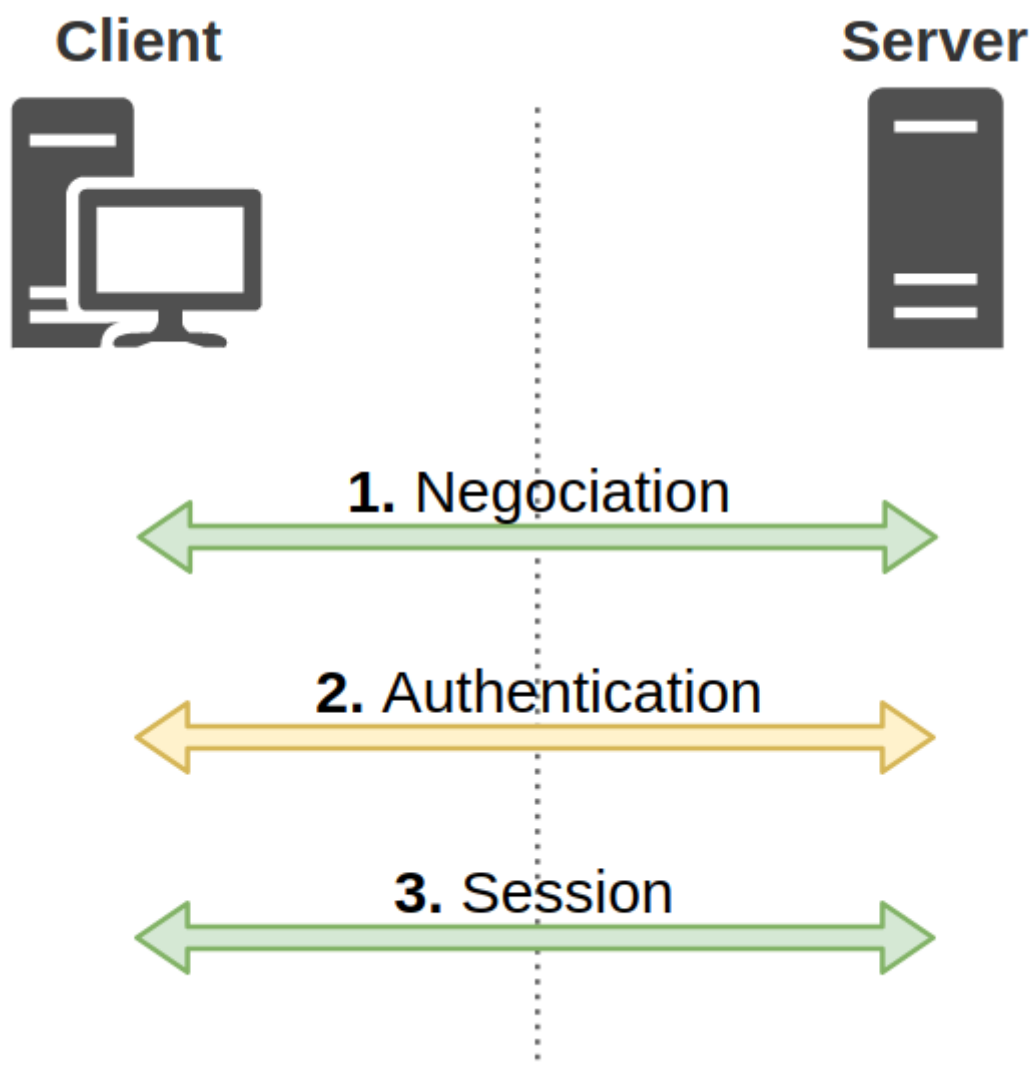 Client
Server
1. Negociation
2. Authentication
3. Session